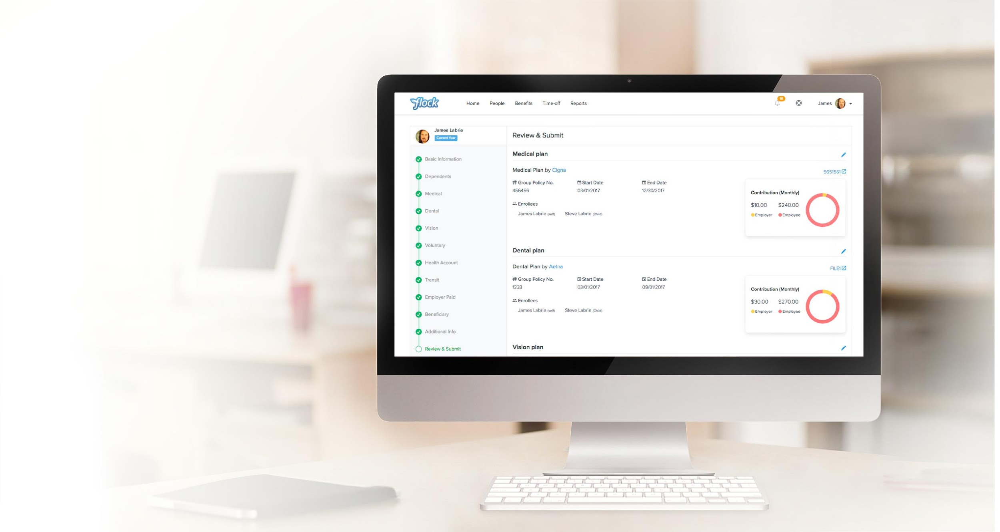 flock Home People Benefits Time-off Reports 16 James
James Labrie
Current Year
Basic Information
Dependents
Medical
Dental
Vision
Voluntary
Health Account
Transit
Employer Paid
Beneficiary
Additional Info
Review & Submit
Review & Submit
Medical plan
Medical Plan by Cigna
5651561
# Group Policy No. Start Date End Date
456456 03/01/2017 12/30/2017
Enrollees
James Labrie (self) Steve Labrie (Child)
Contribution (Monthly)
$10.00 $240.00
Employer Employee
Dental plan
Dental Plan by Aetna
FILE1
# Group Policy No. Start Date End Date
1233 03/01/2017 09/01/2017
Enrollees
James Labrie (self) Steve Labrie (Child)
Contribution (Monthly)
$30.00 $270.00
Employer Employee
Vision plan